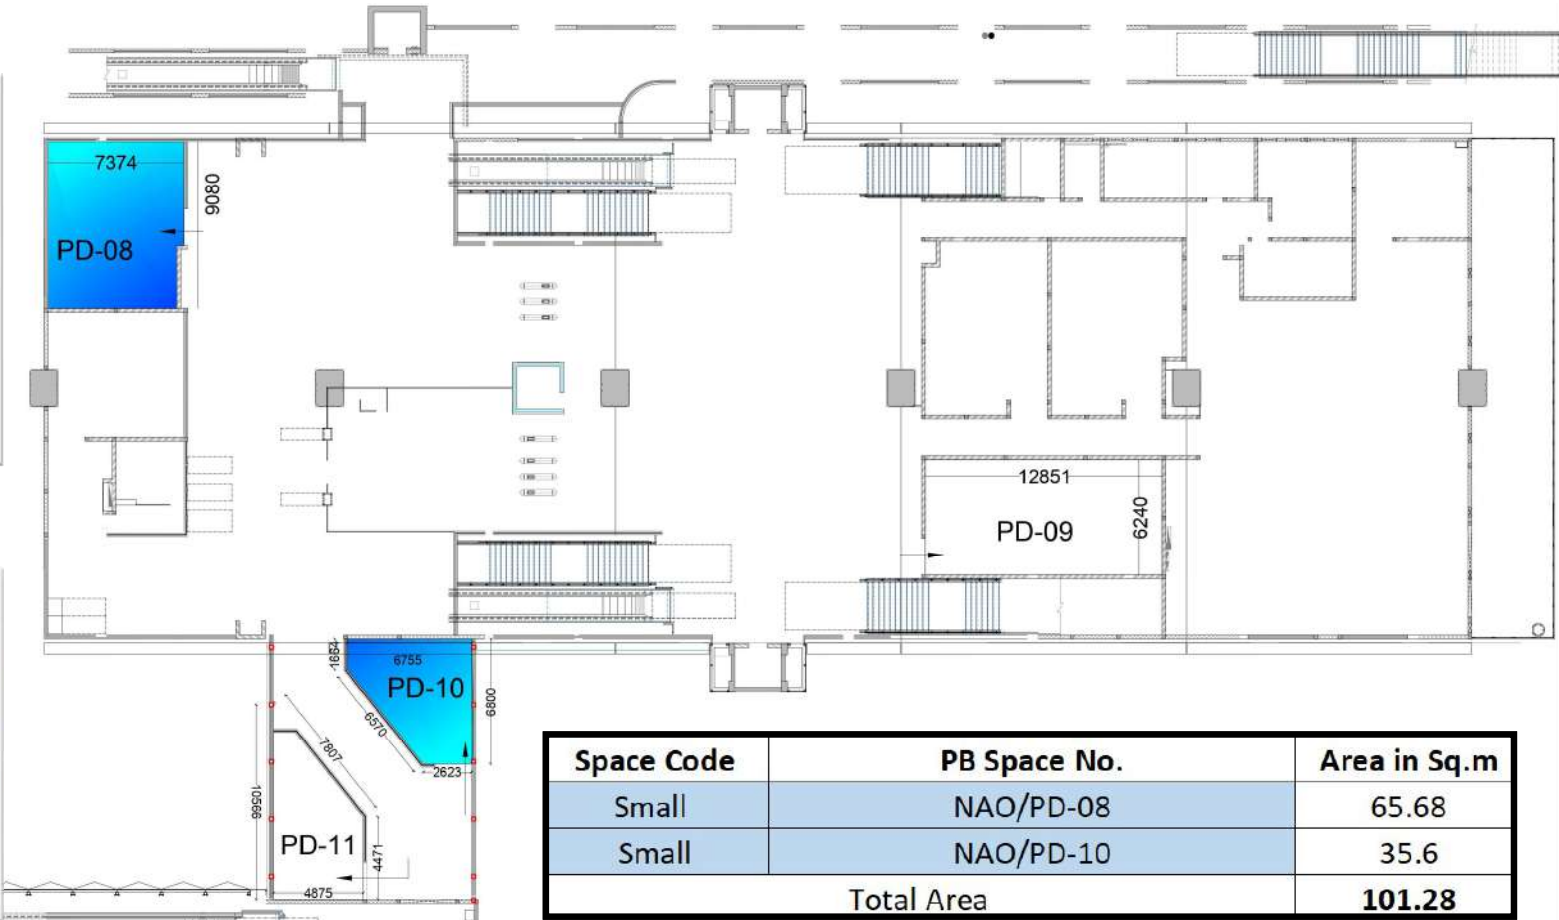 7374
9080
PD-08
12851
6240
PD-09
1664
6755
PD-10
6800
6570
7807
2623
10566
PD-11
4471
4875
Space Code PB Space No. Area in Sq.m
Small NAO/PD-08 65.68
Small NAO/PD-10 35.6
Total Area 101.28